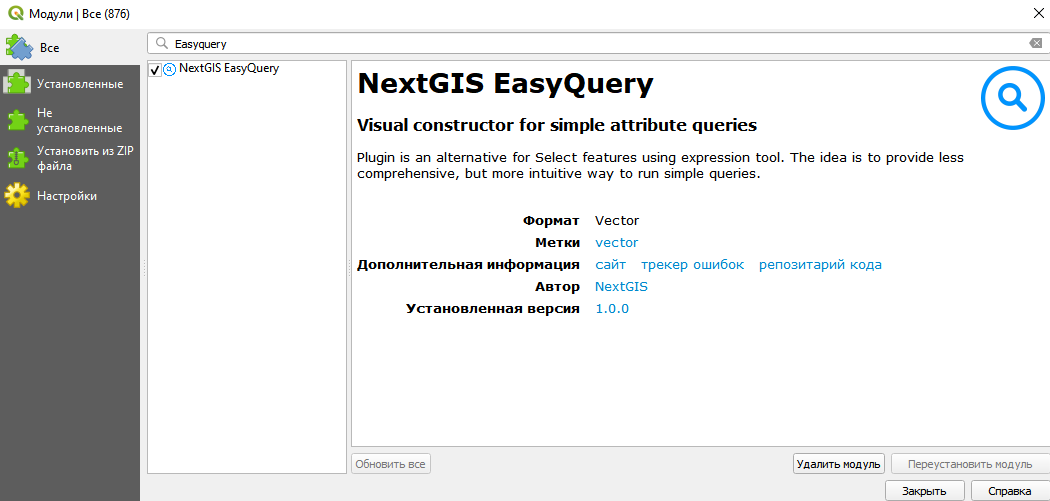 Модули | Все (876)
Все
Установленные
Не
установленные
Установить из ZIP
файла
Настройки
Easyquery
NextGIS EasyQuery
NextGIS EasyQuery
Visual constructor for simple attribute queries
Plugin is an alternative for Select features using expression tool. The idea is to provide less
comprehensive, but more intuitive way to run simple queries.
Формат Vector
Метки vector
Дополнительная информация сайт трекер ошибок репозитарий кода
Автор NextGIS
Установленная версия 1.0.0
Обновить все Удалить модуль Переустановить модуль
Закрыть Справка